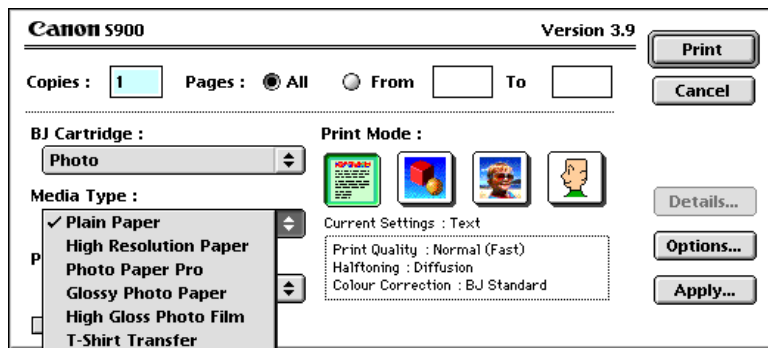 Canon S900 Version 3.9
Print
Copies : 1 Pages : All From To
Cancel
BJ Cartridge : Print Mode :
Photo
Media Type :
Details...
✓ Plain Paper
Current Settings : Text
High Resolution Paper
Print Quality : Normal (Fast)
Options...
P
Photo Paper Pro
Halftoning : Diffusion
Glossy Photo Paper
Colour Correction : BJ Standard
Apply...
High Gloss Photo Film
T-Shirt Transfer